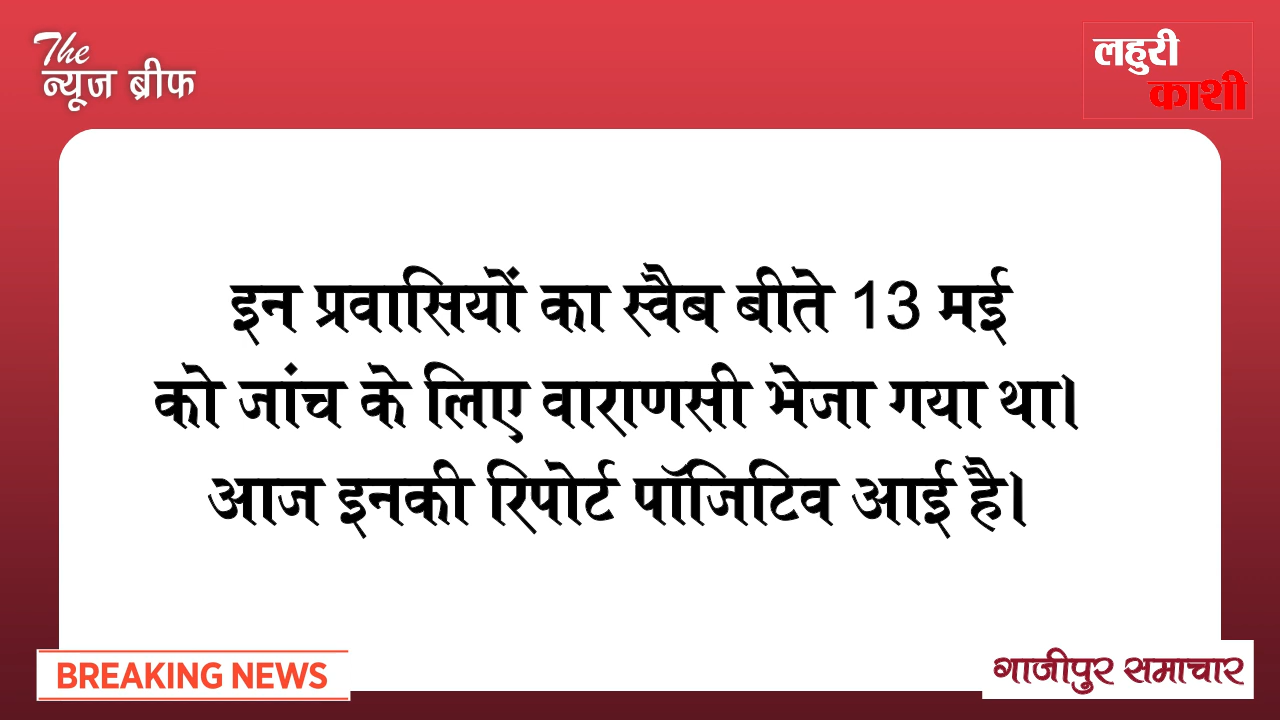 The
न्यूज ब्रीफ
लहुरी
काशी
इन प्रवासियों का स्वैब बीते 13 मई
को जांच के लिए वाराणसी भेजा गया था।
आज इनकी रिपोर्ट पॉजिटिव आई है।
BREAKING NEWS
गाजीपुर समाचार